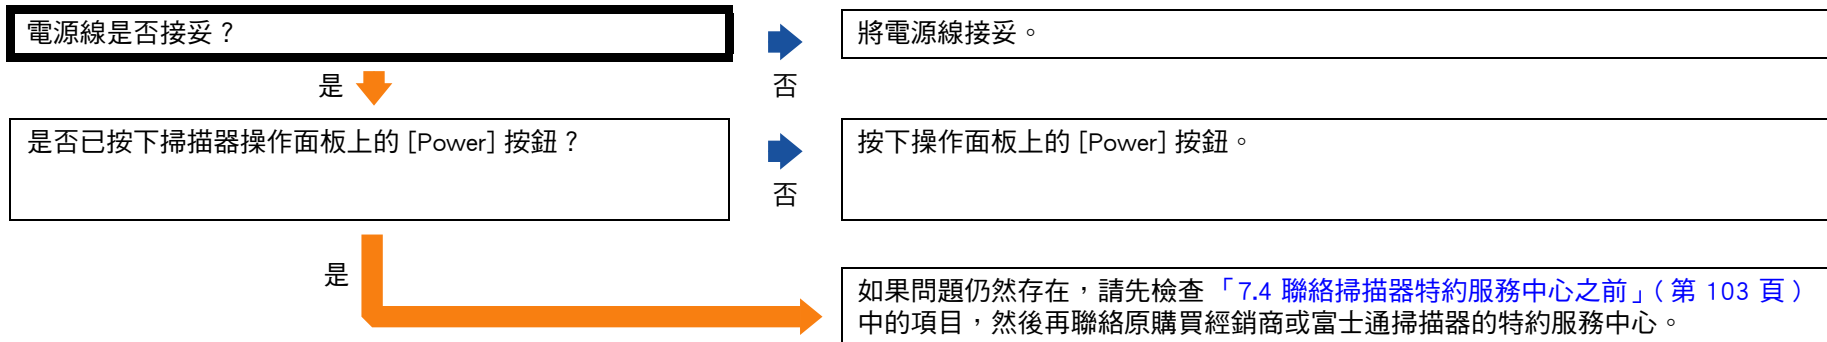 電源線是否接妥？
將電源線接妥。
是
否
是否已按下掃描器操作面板上的 [Power] 按鈕？
按下操作面板上的 [Power] 按鈕。
否
是
如果問題仍然存在，請先檢查「7.4 聯絡掃描器特約服務中心之前」( 第 103 頁 )
中的項目，然後再聯絡原購買經銷商或富士通掃描器的特約服務中心。